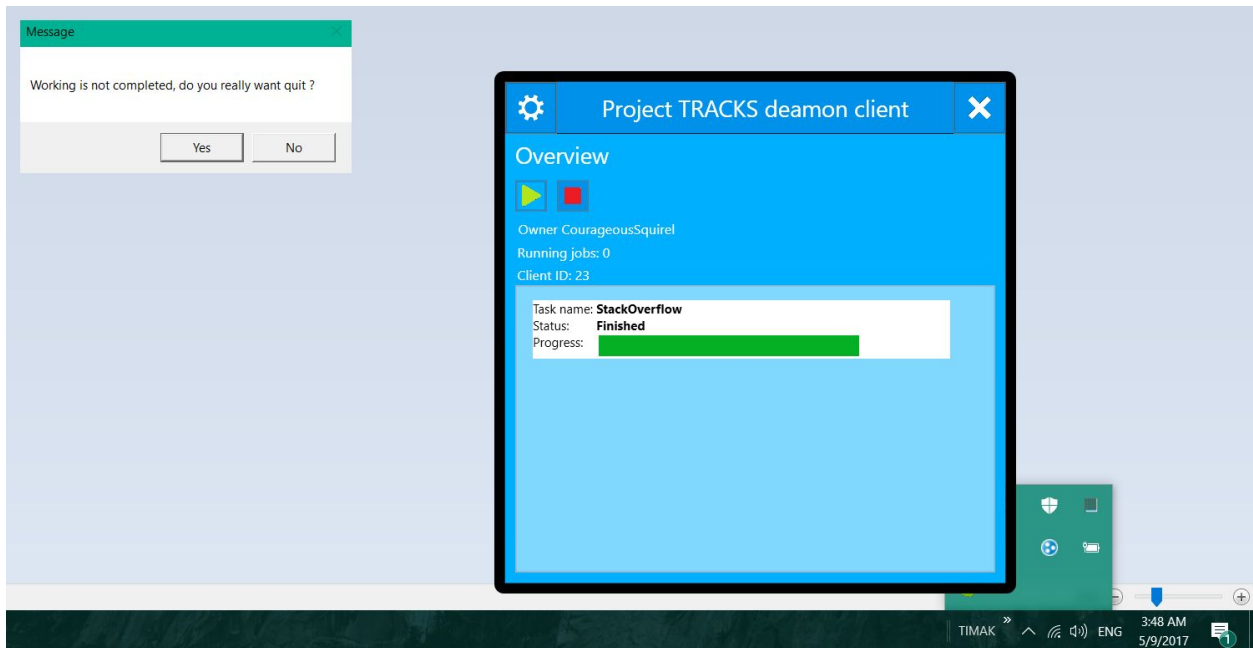 Message
Working is not completed, do you really want quit ?
Yes
No
Project TRACKS deamon client
Overview
Owner CourageousSquirel
Running jobs: 0
Client ID: 23
Task name: StackOverflow
Status: Finished
Progress:
TIMAK
ENG
3:48 AM
5/9/2017
1